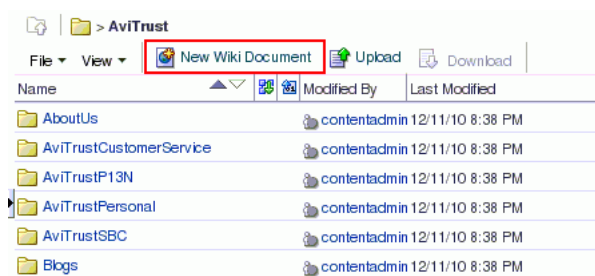 > AviTrust
File View New Wiki Document Upload Download
Name Modified By Last Modified
AboutUs contentadmin 12/11/10 8:38 PM
AviTrustCustomerService contentadmin 12/11/10 8:38 PM
AviTrustP13N contentadmin 12/11/10 8:38 PM
AviTrustPersonal contentadmin 12/11/10 8:38 PM
AviTrustSBC contentadmin 12/11/10 8:38 PM
Blogs contentadmin 12/11/10 8:38 PM